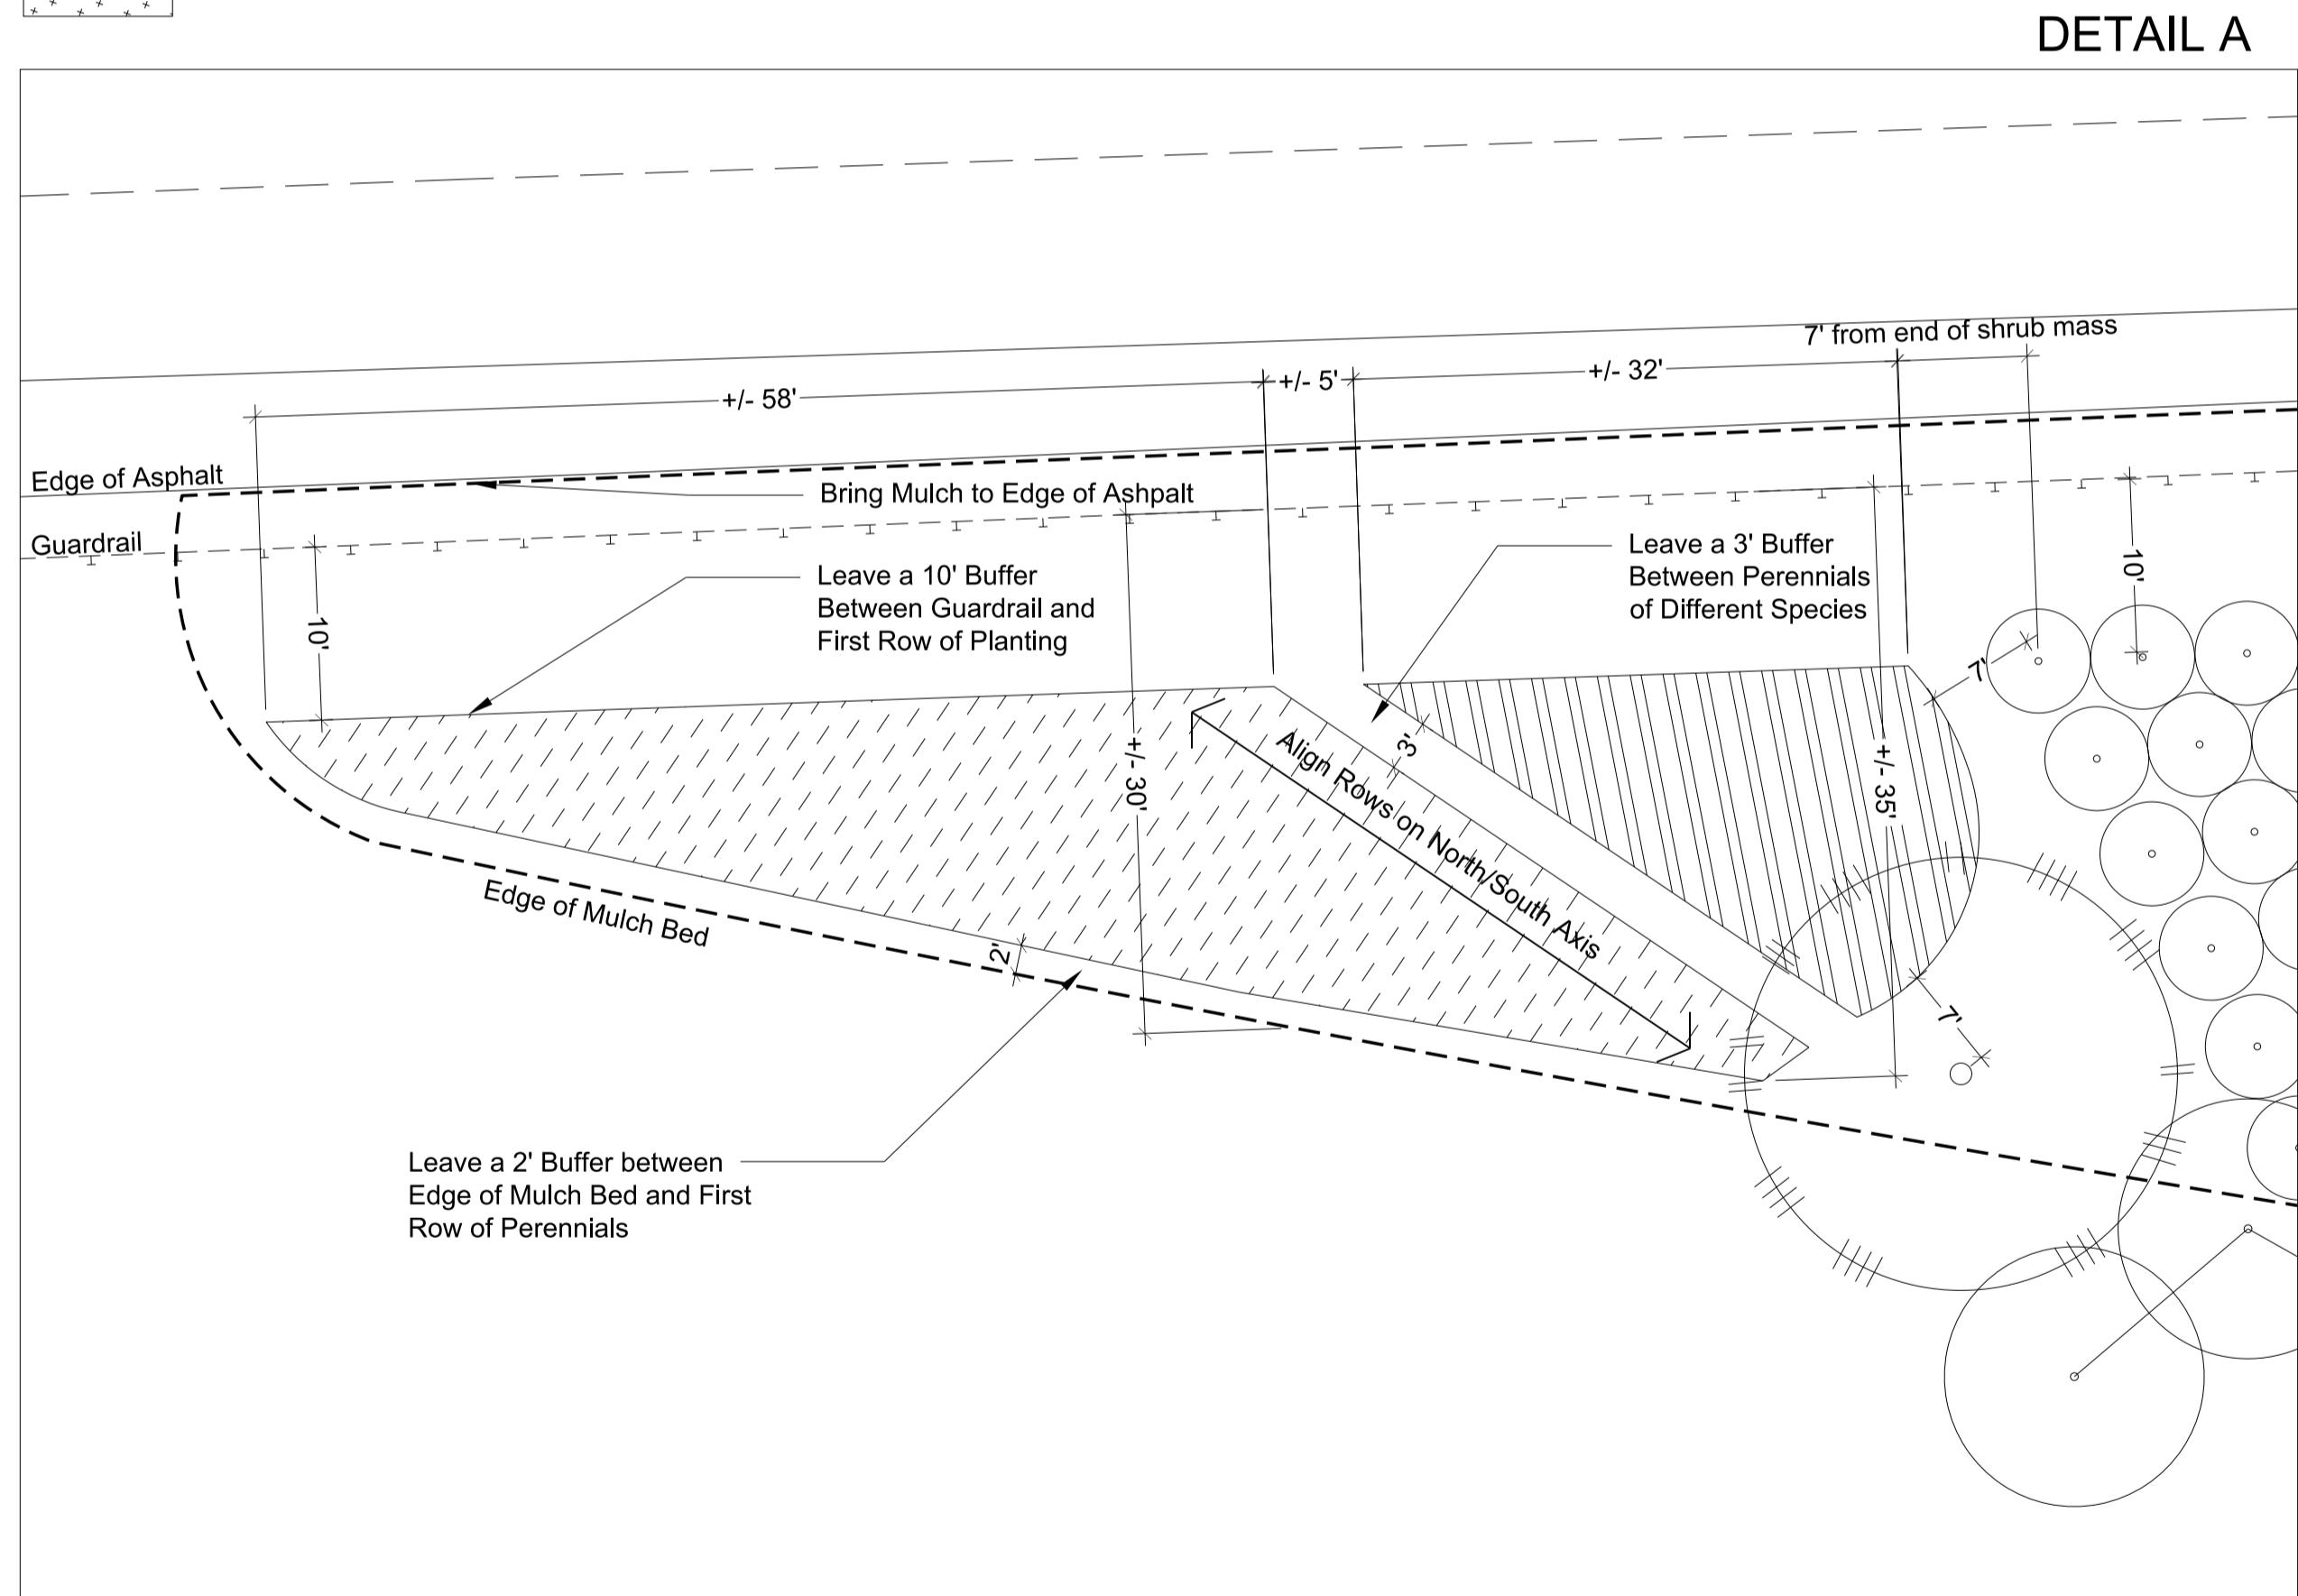 DETAIL A
7' from end of shrub mass
+/- 58'
+/- 5'
+/- 32'
Edge of Asphalt
Bring Mulch to Edge of Ashpalt
Guardrail
10'
Leave a 10' Buffer
Between Guardrail and
First Row of Planting
Leave a 3' Buffer
Between Perennials
of Different Species
10'
7'
3'
+/- 30'
+/- 35'
Align Rows on North/South Axis
Edge of Mulch Bed
2'
7'
Leave a 2' Buffer between
Edge of Mulch Bed and First
Row of Perennials